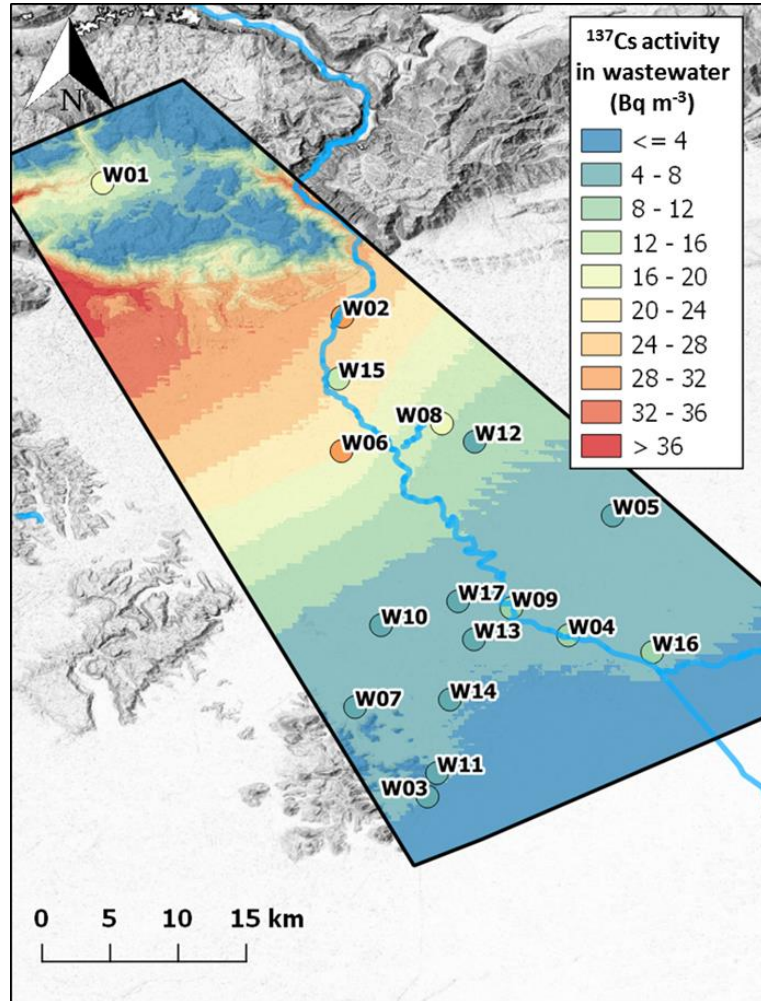 ¹³⁷Cs activity
in wastewater
(Bq m⁻³)
<= 4
4 - 8
8 - 12
12 - 16
16 - 20
20 - 24
24 - 28
28 - 32
32 - 36
> 36
N
W01
W02
W15
W08
W12
W06
W05
W17
W09
W10
W13
W04
W16
W07
W14
W11
W03
0 5 10 15 km